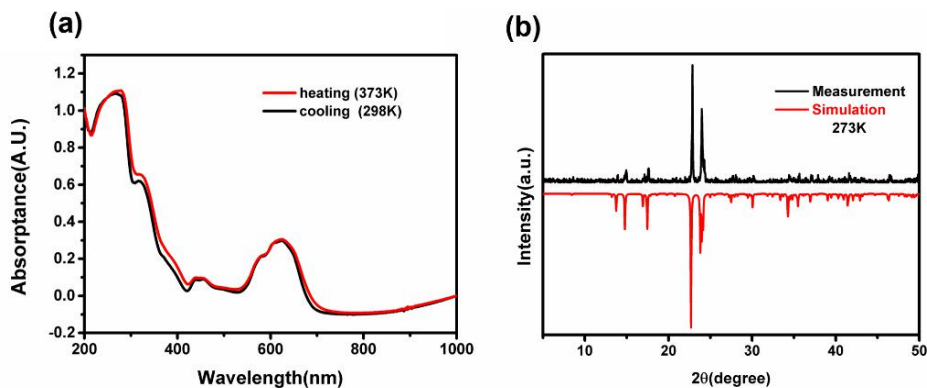 (a)
1.2
1.0
0.8
0.6
0.4
0.2
0.0
-0.2
Absorptance(A.U.)
heating (373K)
cooling (298K)
200 400 600 800 1000
Wavelength(nm)
(b)
Intensity(a.u.)
Measurement
Simulation
273K
10 20 30 40 50
2θ(degree)